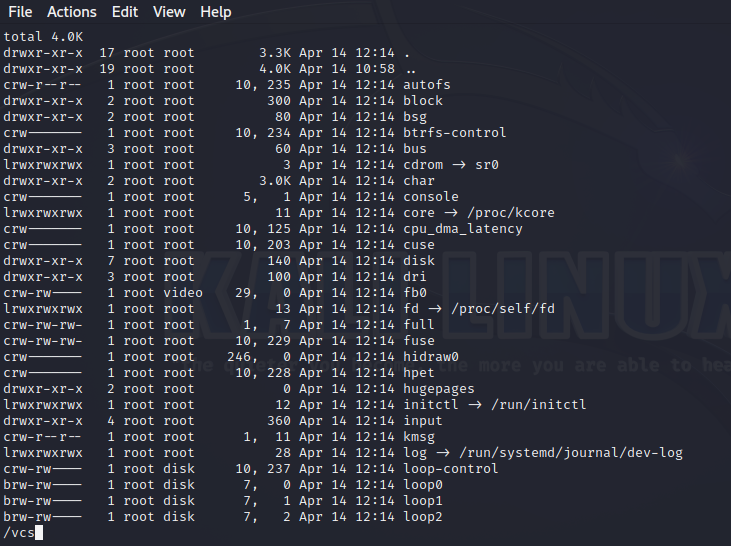 File Actions Edit View Help
total 4.0K
drwxr-xr-x 17 root root 3.3K Apr 14 12:14 .
drwxr-xr-x 19 root root 4.0K Apr 14 10:58 ..
crw-r--r-- 1 root root 10, 235 Apr 14 12:14 autofs
drwxr-xr-x 2 root root 300 Apr 14 12:14 block
drwxr-xr-x 2 root root 80 Apr 14 12:14 bsg
crw------- 1 root root 10, 234 Apr 14 12:14 btrfs-control
drwxr-xr-x 3 root root 60 Apr 14 12:14 bus
lrwxrwxrwx 1 root root 3 Apr 14 12:14 cdrom -> sr0
drwxr-xr-x 2 root root 3.0K Apr 14 12:14 char
crw------- 1 root root 5, 1 Apr 14 12:14 console
lrwxrwxrwx 1 root root 11 Apr 14 12:14 core -> /proc/kcore
crw------- 1 root root 10, 125 Apr 14 12:14 cpu_dma_latency
crw------- 1 root root 10, 203 Apr 14 12:14 cuse
drwxr-xr-x 7 root root 140 Apr 14 12:14 disk
drwxr-xr-x 3 root root 100 Apr 14 12:14 dri
crw-rw---- 1 root video 29, 0 Apr 14 12:14 fb0
lrwxrwxrwx 1 root root 13 Apr 14 12:14 fd -> /proc/self/fd
crw-rw-rw- 1 root root 1, 7 Apr 14 12:14 full
crw-rw-rw- 1 root root 10, 229 Apr 14 12:14 fuse
crw------- 1 root root 246, 0 Apr 14 12:14 hidraw0
crw------- 1 root root 10, 228 Apr 14 12:14 hpet
drwxr-xr-x 2 root root 0 Apr 14 12:14 hugepages
lrwxrwxrwx 1 root root 12 Apr 14 12:14 initctl -> /run/initctl
drwxr-xr-x 4 root root 360 Apr 14 12:14 input
crw-r--r-- 1 root root 1, 11 Apr 14 12:14 kmsg
lrwxrwxrwx 1 root root 28 Apr 14 12:14 log -> /run/systemd/journal/dev-log
crw-rw---- 1 root disk 10, 237 Apr 14 12:14 loop-control
brw-rw---- 1 root disk 7, 0 Apr 14 12:14 loop0
brw-rw---- 1 root disk 7, 1 Apr 14 12:14 loop1
brw-rw---- 1 root disk 7, 2 Apr 14 12:14 loop2
/vcs
KALI LINUX
the more you are able to hea